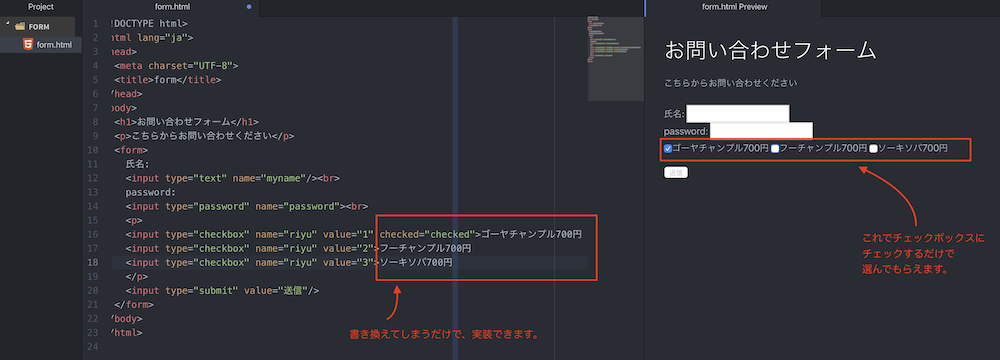 Project
FORM
form.html
form.html
1 !DOCTYPE html>
2 html lang="ja">
3 head>
4 <meta charset="UTF-8">
5 <title>form</title>
6 /head>
7 body>
8 <h1>お問い合わせフォーム</h1>
9 <p>こちらからお問い合わせください</p>
10 <form>
11 氏名:
12 <input type="text" name="myname"/><br>
13 password:
14 <input type="password" name="password"><br>
15 <p>
16 <input type="checkbox" name="riyu" value="1" checked="checked">ゴーヤチャンプル700円
17 <input type="checkbox" name="riyu" value="2">フーチャンプル700円
18 <input type="checkbox" name="riyu" value="3">ソーキソバ700円
19 </p>
20 <input type="submit" value="送信"/>
21 </form>
22 /body>
23 /html>
24
書き換えてしまうだけで、実装できます。
form.html Preview
お問い合わせフォーム
こちらからお問い合わせください
氏名:
password:
ゴーヤチャンプル700円 フーチャンプル700円 ソーキソバ700円
送信
これでチェックボックスに
チェックするだけで
選んでもらえます。